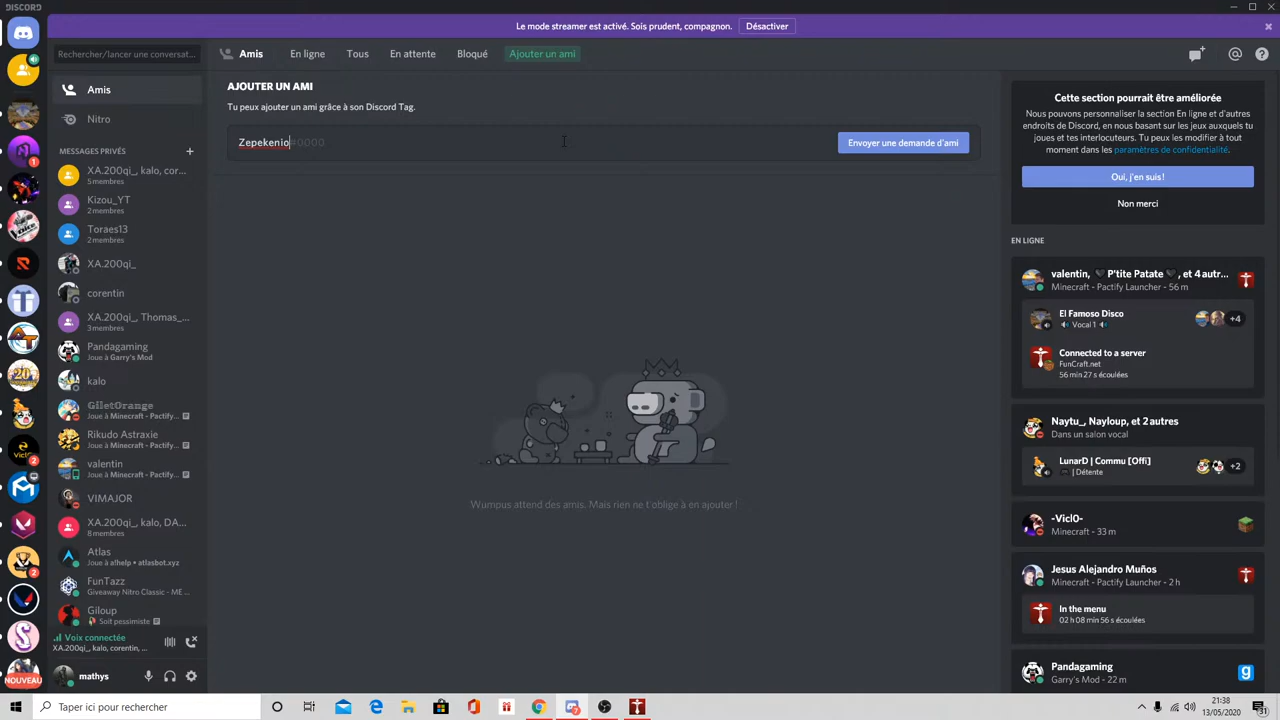 DISCORD
Le mode streamer est activé. Sois prudent, compagnon.
Désactiver
Rechercher/lancer une conversat...
Amis
En ligne
Tous
En attente
Bloqué
Ajouter un ami
Amis
Nitro
MESSAGES PRIVÉS
XA.200qi_, kalo, cor...
5 membres
Kizou_YT
2 membres
Toraes13
2 membres
XA.200qi_
corentin
XA.200qi_, Thomas_...
3 membres
Pandagaming
Joue à Garry's Mod
kalo
GiletOrange
Joue à Minecraft - Pactify...
Rikudo Astraxie
Joue à Minecraft - Pactify...
valentin
Joue à Minecraft - Pactify...
VIMAJOR
XA.200qi_, kalo, DA...
8 membres
Atlas
Joue à a!help • atlasbot.xyz
FunTazz
Giveaway Nitro Classic - ME ...
Giloup
Soit pessimiste
Voix connectée
XA.200qi_, kalo, corentin, ...
mathys
NOUVEAU
AJOUTER UN AMI
Tu peux ajouter un ami grâce à son Discord Tag.
Zepekenio#0000
Envoyer une demande d'ami
Wumpus attend des amis. Mais rien ne t'oblige à en ajouter !
Cette section pourrait être améliorée
Nous pouvons personnaliser la section En ligne et d'autres
endroits de Discord, en nous basant sur les jeux auxquels tu
joues et tes interlocuteurs. Tu peux les modifier à tout
moment dans les paramètres de confidentialité.
Oui, j'en suis !
Non merci
EN LIGNE
valentin, 🖤 P'tite Patate 🖤, et 4 autr...
Minecraft - Pactify Launcher - 56 m
El Famoso Disco
Vocal 1
+4
Connected to a server
FunCraft.net
56 min 27 s écoulées
Naytu_, Nayloup, et 2 autres
Dans un salon vocal
LunarD | Commu [Offi]
| Détente
+2
-Vicl0-
Minecraft - 33 m
Jesus Alejandro Muños
Minecraft - Pactify Launcher - 2 h
In the menu
02 h 08 min 56 s écoulées
Pandagaming
Garry's Mod - 22 m
Taper ici pour rechercher
21:38
13/05/2020